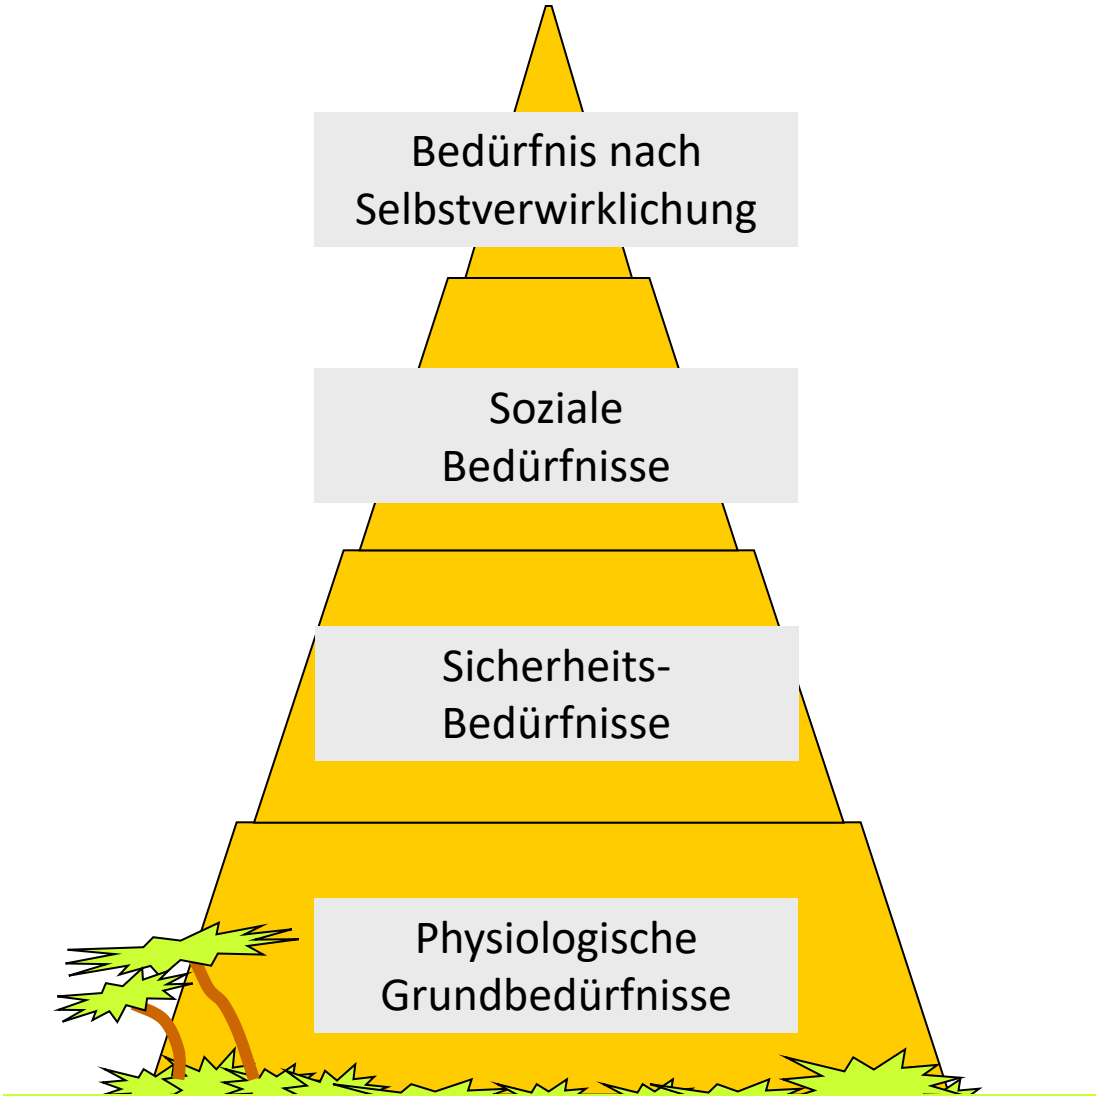 Bedürfnis nach
Selbstverwirklichung
Soziale
Bedürfnisse
Sicherheits-
Bedürfnisse
Physiologische
Grundbedürfnisse